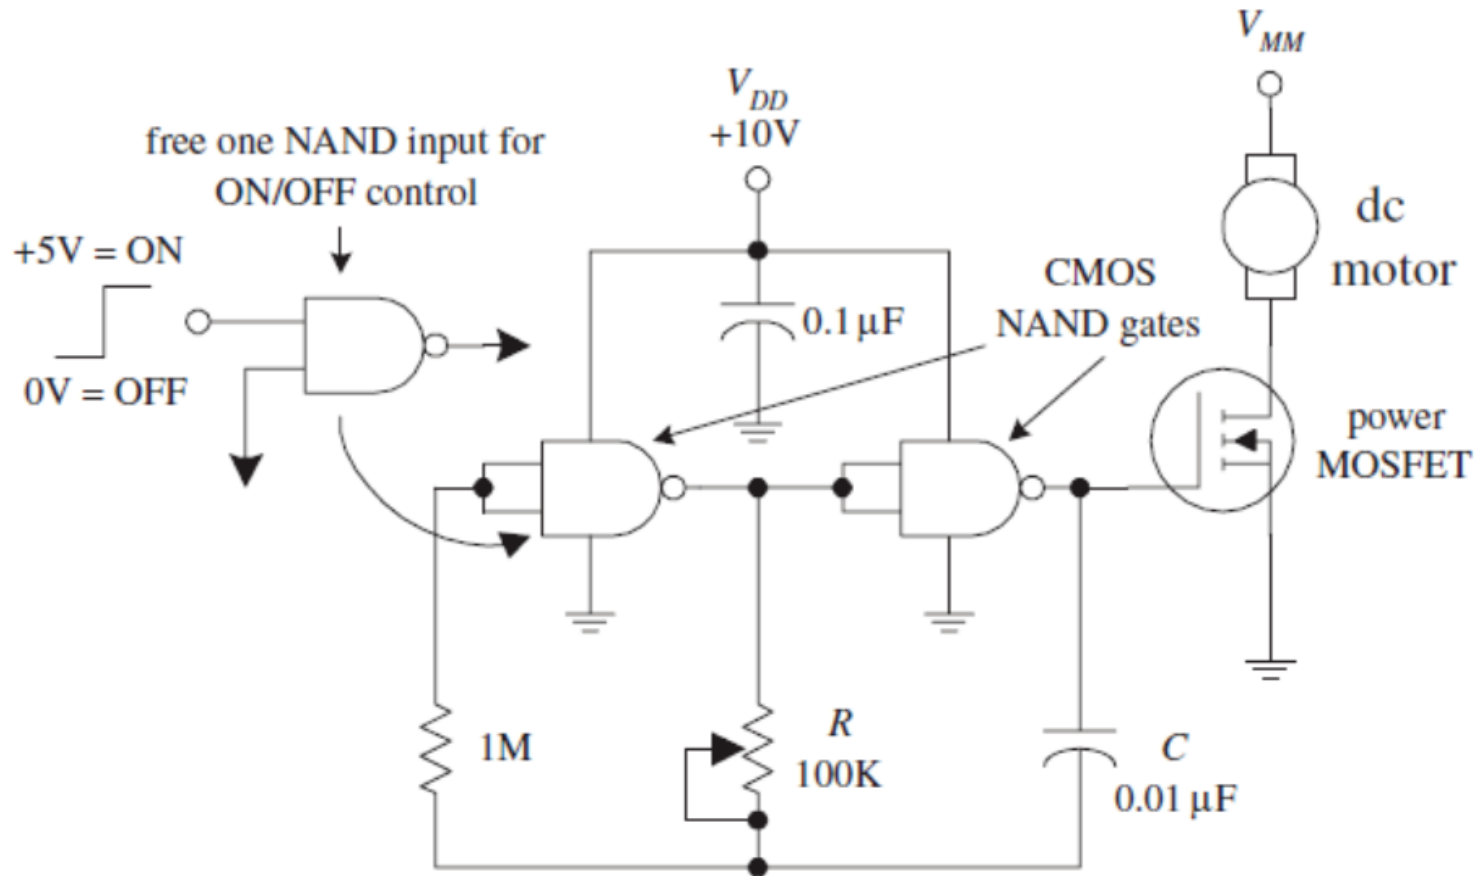 V_MM
V_DD
+10V
free one NAND input for
ON/OFF control
+5V = ON
0V = OFF
0.1 μF
CMOS
NAND gates
dc
motor
power
MOSFET
1M
R
100K
C
0.01 μF